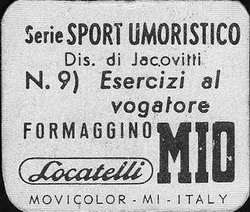 Serie SPORT UMORISTICO
Dis. di Jacovitti
N. 9) Esercizi al
vogatore
FORMAGGINO MIO
Locatelli
MOVICOLOR - MI - ITALY